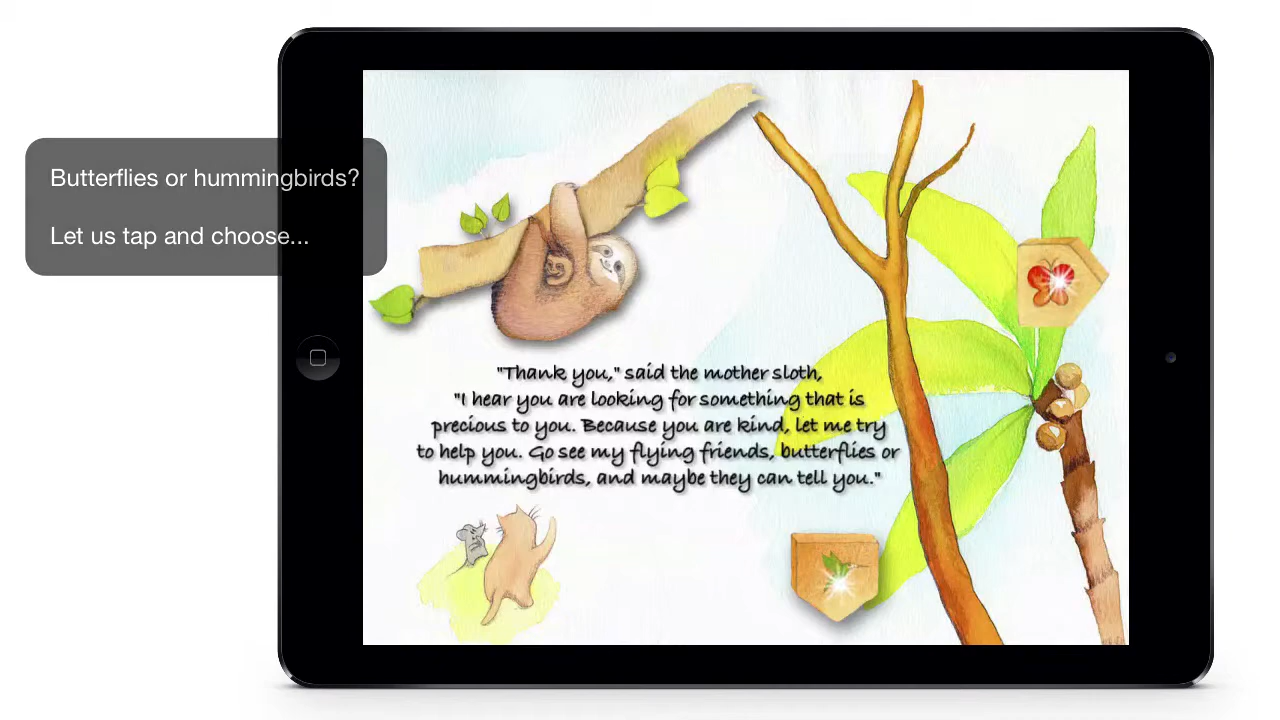 Butterflies or hummingbirds?
Let us tap and choose...
"Thank you," said the mother sloth,
"I hear you are looking for something that is
precious to you. Because you are kind, let me try
to help you. Go see my flying friends, butterflies or
hummingbirds, and maybe they can tell you."